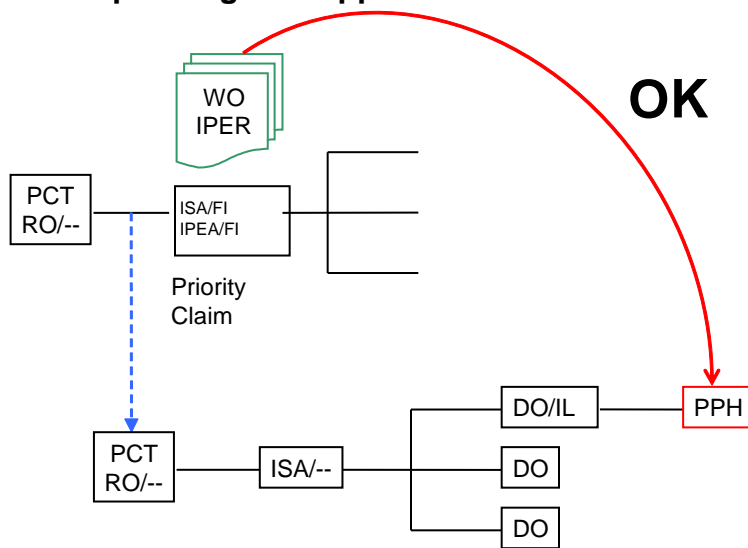 WO
IPER
OK
PCT
RO/--
ISA/FI
IPEA/FI
Priority
Claim
DO/IL
PPH
PCT
RO/--
ISA/--
DO
DO